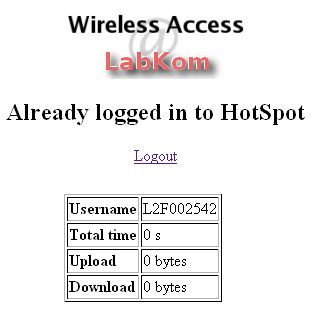 Wireless Access
@
LabKom
Already logged in to HotSpot
Logout
Username L2F002542
Total time 0 s
Upload 0 bytes
Download 0 bytes